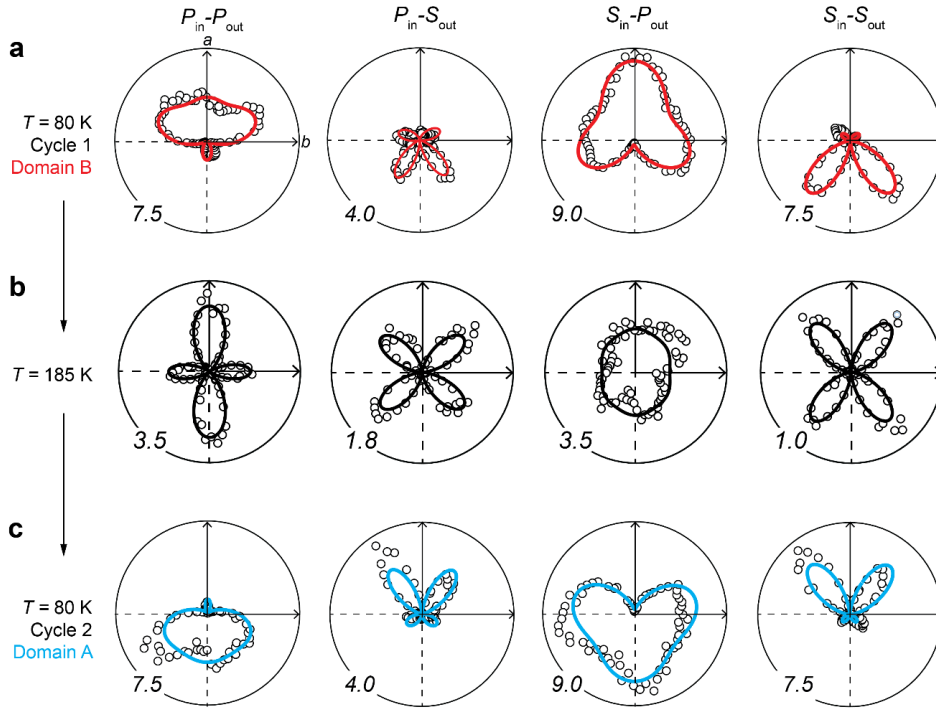 P_in-P_out P_in-S_out S_in-P_out S_in-S_out
a
a
b
T = 80 K
Cycle 1
Domain B
7.5 4.0 9.0 7.5
b
T = 185 K
3.5 1.8 3.5 1.0
c
T = 80 K
Cycle 2
Domain A
7.5 4.0 9.0 7.5